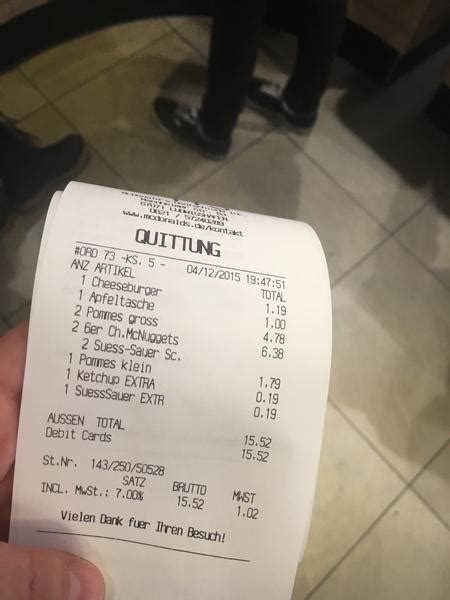 67071 LUDWIGSHAFEN
0621 / 57240289
www.mcdonalds.de/kontakt
QUITTUNG
#ORD 73 -KS. 5 - 04/12/2015 19:47:51
ANZ ARTIKEL TOTAL
1 Cheeseburger 1.19
1 Apfeltasche 1.00
2 Pommes gross 4.78
2 6er Ch.McNuggets 6.38
2 Suess-Sauer Sc.
1 Pommes klein 1.79
1 Ketchup EXTRA 0.19
1 SuessSauer EXTR 0.19
AUSSEN TOTAL 15.52
Debit Cards 15.52
St.Nr. 143/250/50528
SATZ BRUTTO MWST
INCL. MwSt.: 7.00% 15.52 1.02
Vielen Dank fuer Ihren Besuch!